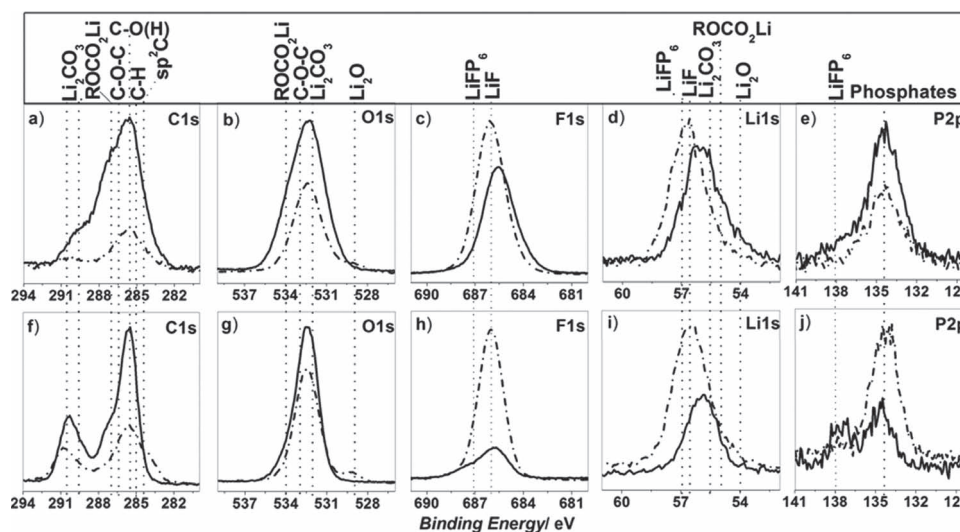 Li₂CO₃
ROCO₂Li
C-O-C
C-O(H)
C-H
sp²C
ROCO₂Li
C-O-C
Li₂CO₃
Li₂O
LiFP₆
LiF
LiFP₆
LiF
Li₂CO₃
ROCO₂Li
Li₂O
LiFP₆
Phosphates
a) C1s
b) O1s
c) F1s
d) Li1s
e) P2p
294 291 288 285 282
537 534 531 528
690 687 684 681
60 57 54
141 138 135 132 12
f) C1s
g) O1s
h) F1s
i) Li1s
j) P2p
294 291 288 285 282
537 534 531 528
690 687 684 681
60 57 54
141 138 135 132 12
Binding Energy/ eV